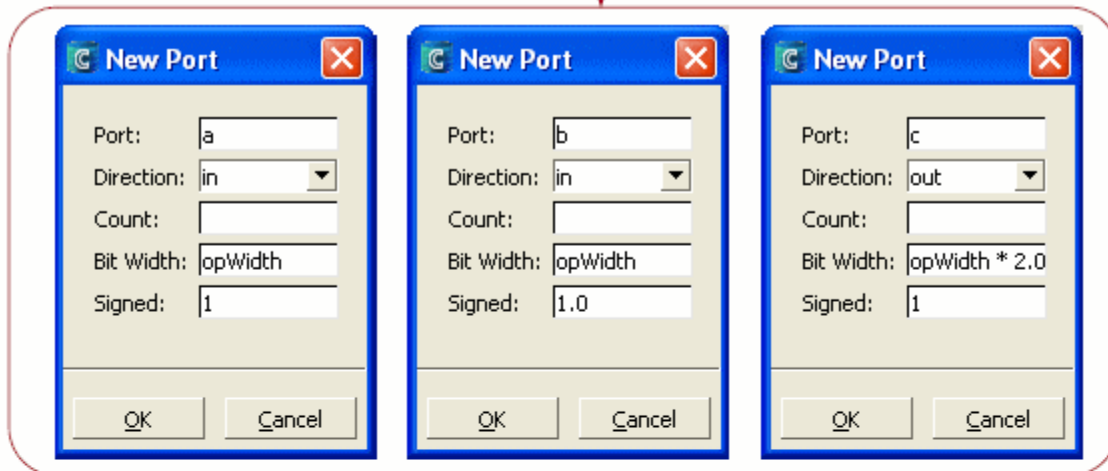 New Port
Port: a
Direction: in
Count:
Bit Width: opWidth
Signed: 1
OK Cancel
New Port
Port: b
Direction: in
Count:
Bit Width: opWidth
Signed: 1.0
OK Cancel
New Port
Port: c
Direction: out
Count:
Bit Width: opWidth * 2.0
Signed: 1
OK Cancel